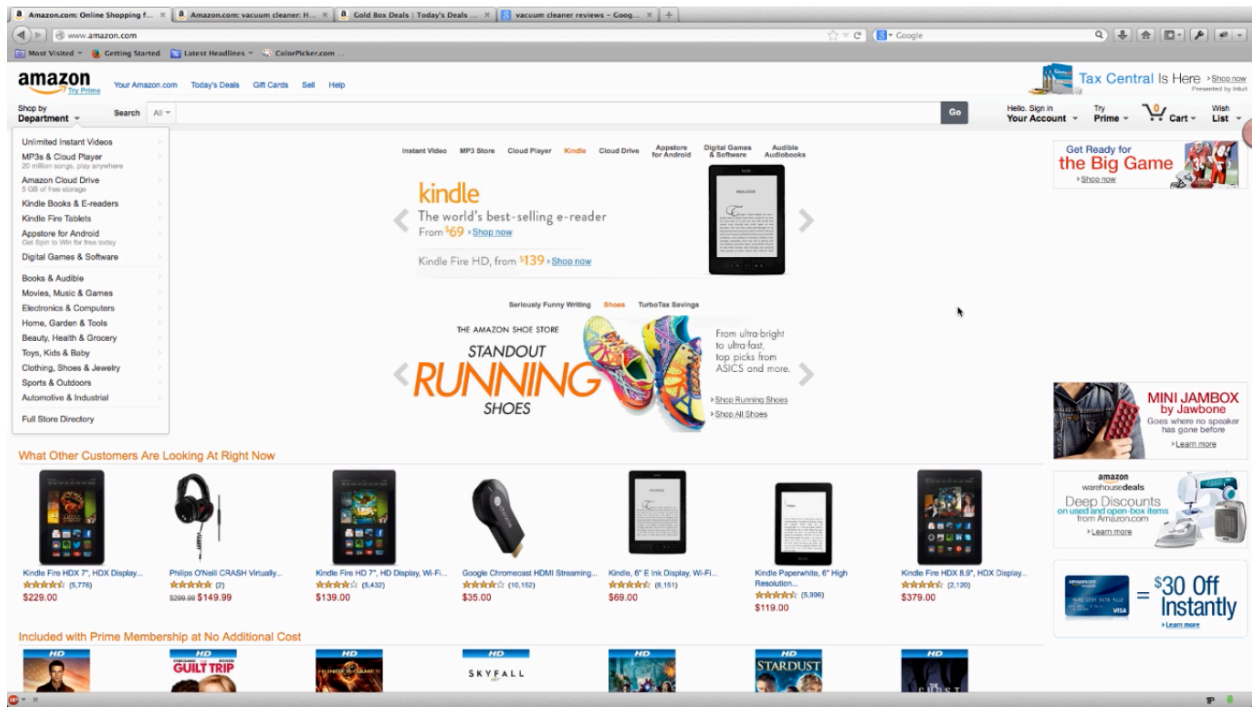 Amazon.com: Online Shopping f...
Amazon.com: vacuum cleaner: H...
Gold Box Deals | Today's Deals ...
vacuum cleaner reviews - Goog...
www.amazon.com
Google
Most Visited
Getting Started
Latest Headlines
ColorPicker.com ...
amazon
Try Prime
Your Amazon.com
Today's Deals
Gift Cards
Sell
Help
Tax Central Is Here
Shop now
Presented by Intuit
Shop by
Department
Search
All
Go
Hello. Sign in
Your Account
Try
Prime
0
Cart
Wish
List
Unlimited Instant Videos
MP3s & Cloud Player
20 million songs, play anywhere
Amazon Cloud Drive
5 GB of free storage
Kindle Books & E-readers
Kindle Fire Tablets
Appstore for Android
Get Spin to Win for free today
Digital Games & Software
Books & Audible
Movies, Music & Games
Electronics & Computers
Home, Garden & Tools
Beauty, Health & Grocery
Toys, Kids & Baby
Clothing, Shoes & Jewelry
Sports & Outdoors
Automotive & Industrial
Full Store Directory
Instant Video
MP3 Store
Cloud Player
Kindle
Cloud Drive
Appstore
for Android
Digital Games
& Software
Audible
Audiobooks
kindle
The world's best-selling e-reader
From $69 Shop now
Kindle Fire HD, from $139 Shop now
Seriously Funny Writing
Shoes
TurboTax Savings
THE AMAZON SHOE STORE
STANDOUT
RUNNING
SHOES
From ultra-bright
to ultra-fast,
top picks from
ASICS and more.
Shop Running Shoes
Shop All Shoes
Get Ready for
the Big Game
Shop now
MINI JAMBOX
by Jawbone
Goes where no speaker
has gone before
Learn more
amazon
warehousedeals
Deep Discounts
on used and open-box items
from Amazon.com
Learn more
VISA
= $30 Off
Instantly
Learn more
What Other Customers Are Looking At Right Now
Kindle Fire HDX 7", HDX Display...
(5,778)
$229.00
Philips O'Neill CRASH Virtually...
(2)
$299.99 $149.99
Kindle Fire HD 7", HD Display, Wi-Fi...
(5,432)
$139.00
Google Chromecast HDMI Streaming...
(10,152)
$35.00
Kindle, 6" E Ink Display, Wi-Fi...
(8,151)
$69.00
Kindle Paperwhite, 6" High
Resolution...
(5,996)
$119.00
Kindle Fire HDX 8.9", HDX Display...
(2,120)
$379.00
Included with Prime Membership at No Additional Cost
HD
HD
GUILT TRIP
HD
HD
SKYFALL
HD
HD
STARDUST
HD